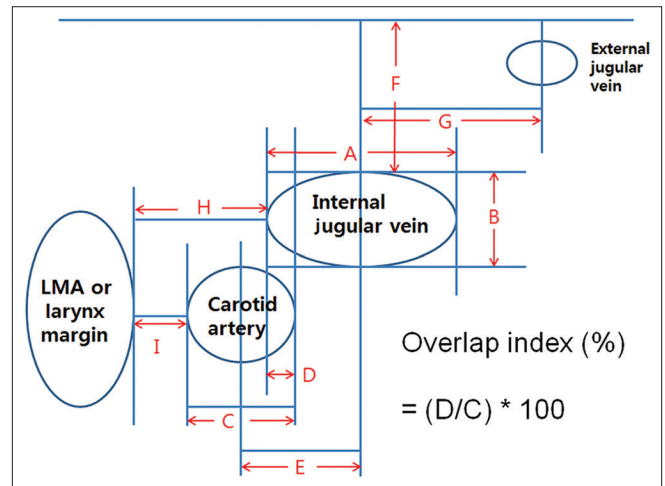 External
jugular
vein
F
G
A
Internal
jugular vein
B
H
LMA or
larynx
margin
Carotid
artery
I
D
C
E
Overlap index (%)
= (D/C) * 100